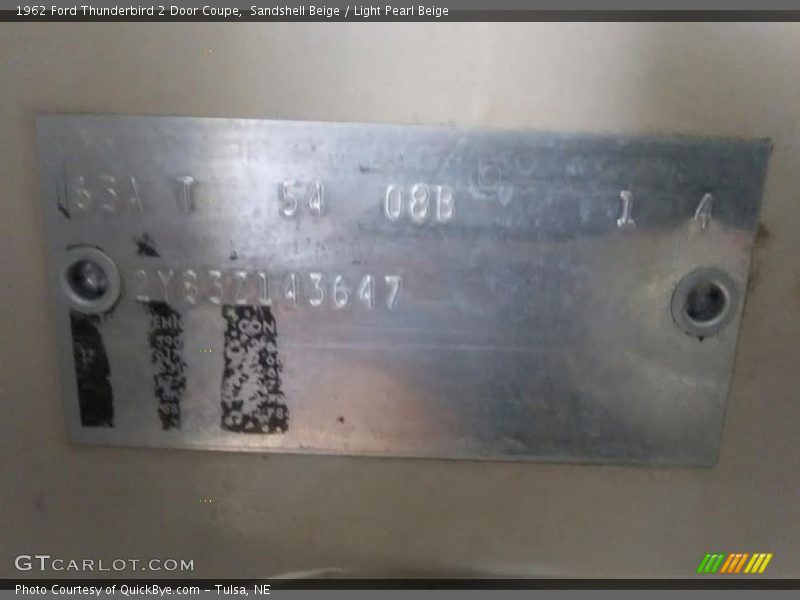 1962 Ford Thunderbird 2 Door Coupe, Sandshell Beige / Light Pearl Beige
63A T 54 08B 1 4
2Y83Z143647
GTCARLOT.COM
Photo Courtesy of QuickBye.com - Tulsa, NE